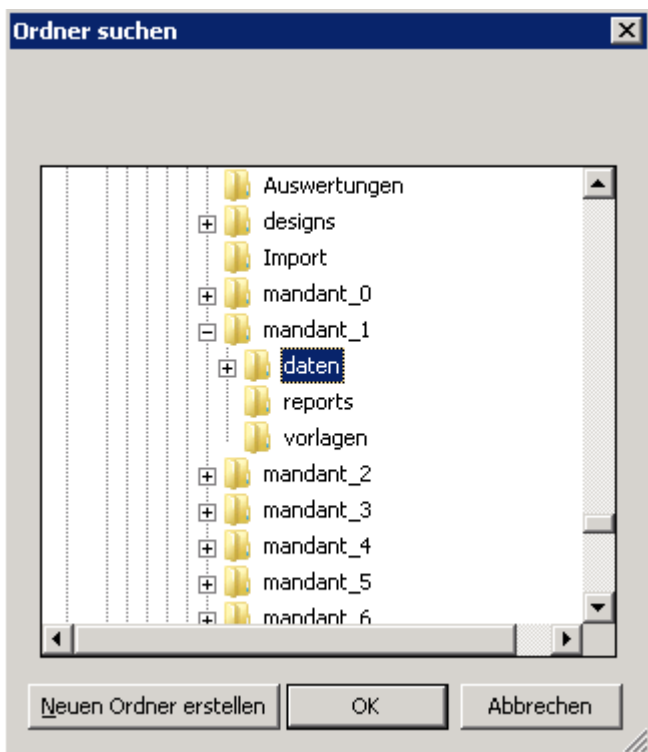 Ordner suchen
Auswertungen
designs
Import
mandant_0
mandant_1
daten
reports
vorlagen
mandant_2
mandant_3
mandant_4
mandant_5
mandant_6
Neuen Ordner erstellen
OK
Abbrechen